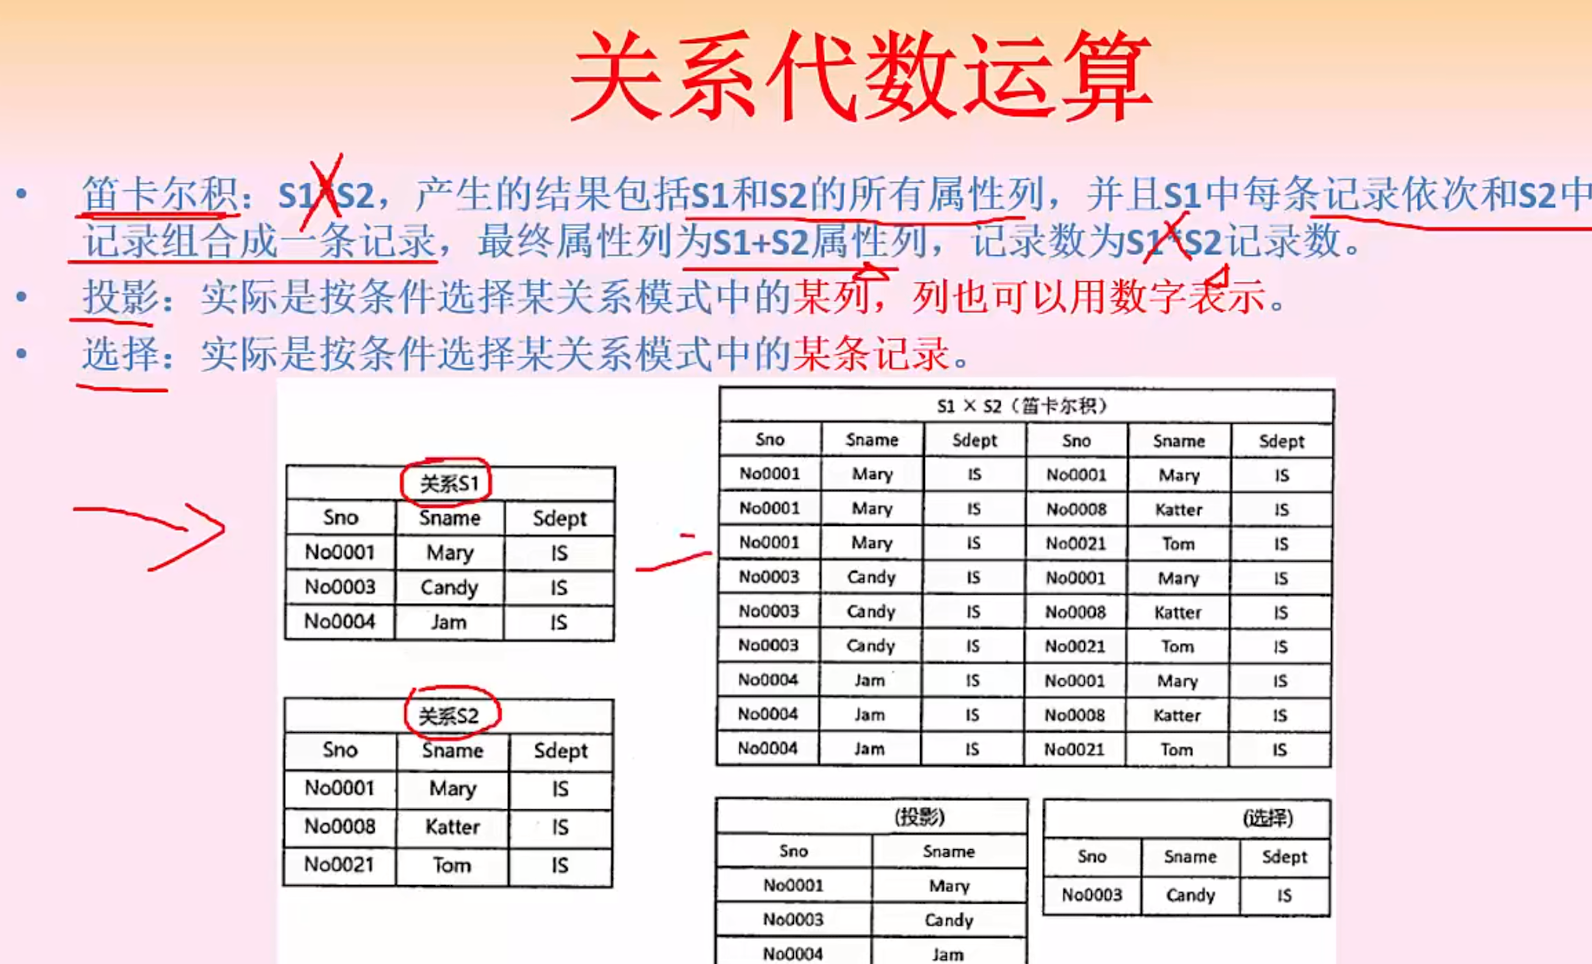 关系代数运算
• 笛卡尔积：S1*S2，产生的结果包括S1和S2的所有属性列，并且S1中每条记录依次和S2中
记录组合成一条记录，最终属性列为S1+S2属性列，记录数为S1*S2记录数。
• 投影：实际是按条件选择某关系模式中的某列，列也可以用数字表示。
• 选择：实际是按条件选择某关系模式中的某条记录。
关系S1
Sno Sname Sdept
No0001 Mary IS
No0003 Candy IS
No0004 Jam IS
关系S2
Sno Sname Sdept
No0001 Mary IS
No0008 Katter IS
No0021 Tom IS
S1 × S2（笛卡尔积）
Sno Sname Sdept Sno Sname Sdept
No0001 Mary IS No0001 Mary IS
No0001 Mary IS No0008 Katter IS
No0001 Mary IS No0021 Tom IS
No0003 Candy IS No0001 Mary IS
No0003 Candy IS No0008 Katter IS
No0003 Candy IS No0021 Tom IS
No0004 Jam IS No0001 Mary IS
No0004 Jam IS No0008 Katter IS
No0004 Jam IS No0021 Tom IS
(投影)
Sno Sname
No0001 Mary
No0003 Candy
No0004 Jam
(选择)
Sno Sname Sdept
No0003 Candy IS